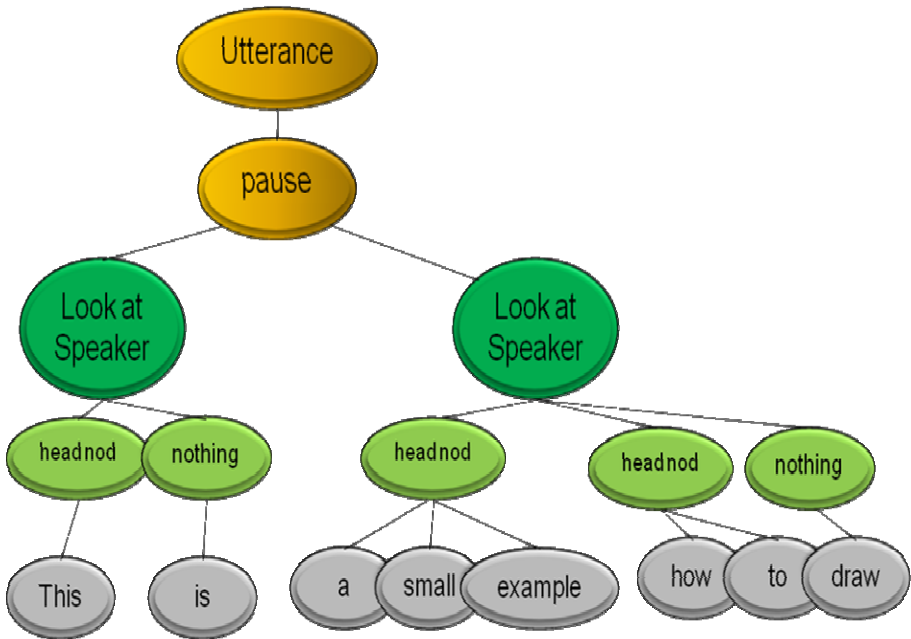 Utterance
pause
Look at
Speaker
Look at
Speaker
head nod
nothing
head nod
head nod
nothing
This
is
a
small
example
how
to
draw